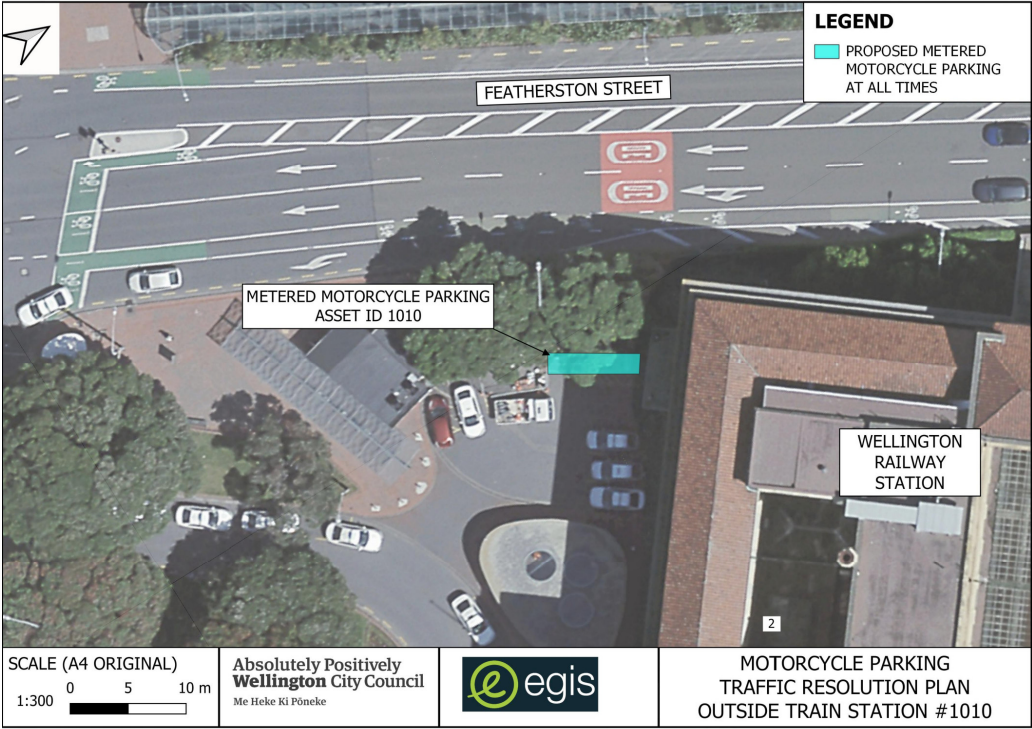 LEGEND
PROPOSED METERED
MOTORCYCLE PARKING
AT ALL TIMES
FEATHERSTON STREET
METERED MOTORCYCLE PARKING
ASSET ID 1010
WELLINGTON
RAILWAY
STATION
2
SCALE (A4 ORIGINAL)
1:300
0 5 10 m
Absolutely Positively
Wellington City Council
Me Heke Ki Pōneke
egis
MOTORCYCLE PARKING
TRAFFIC RESOLUTION PLAN
OUTSIDE TRAIN STATION #1010